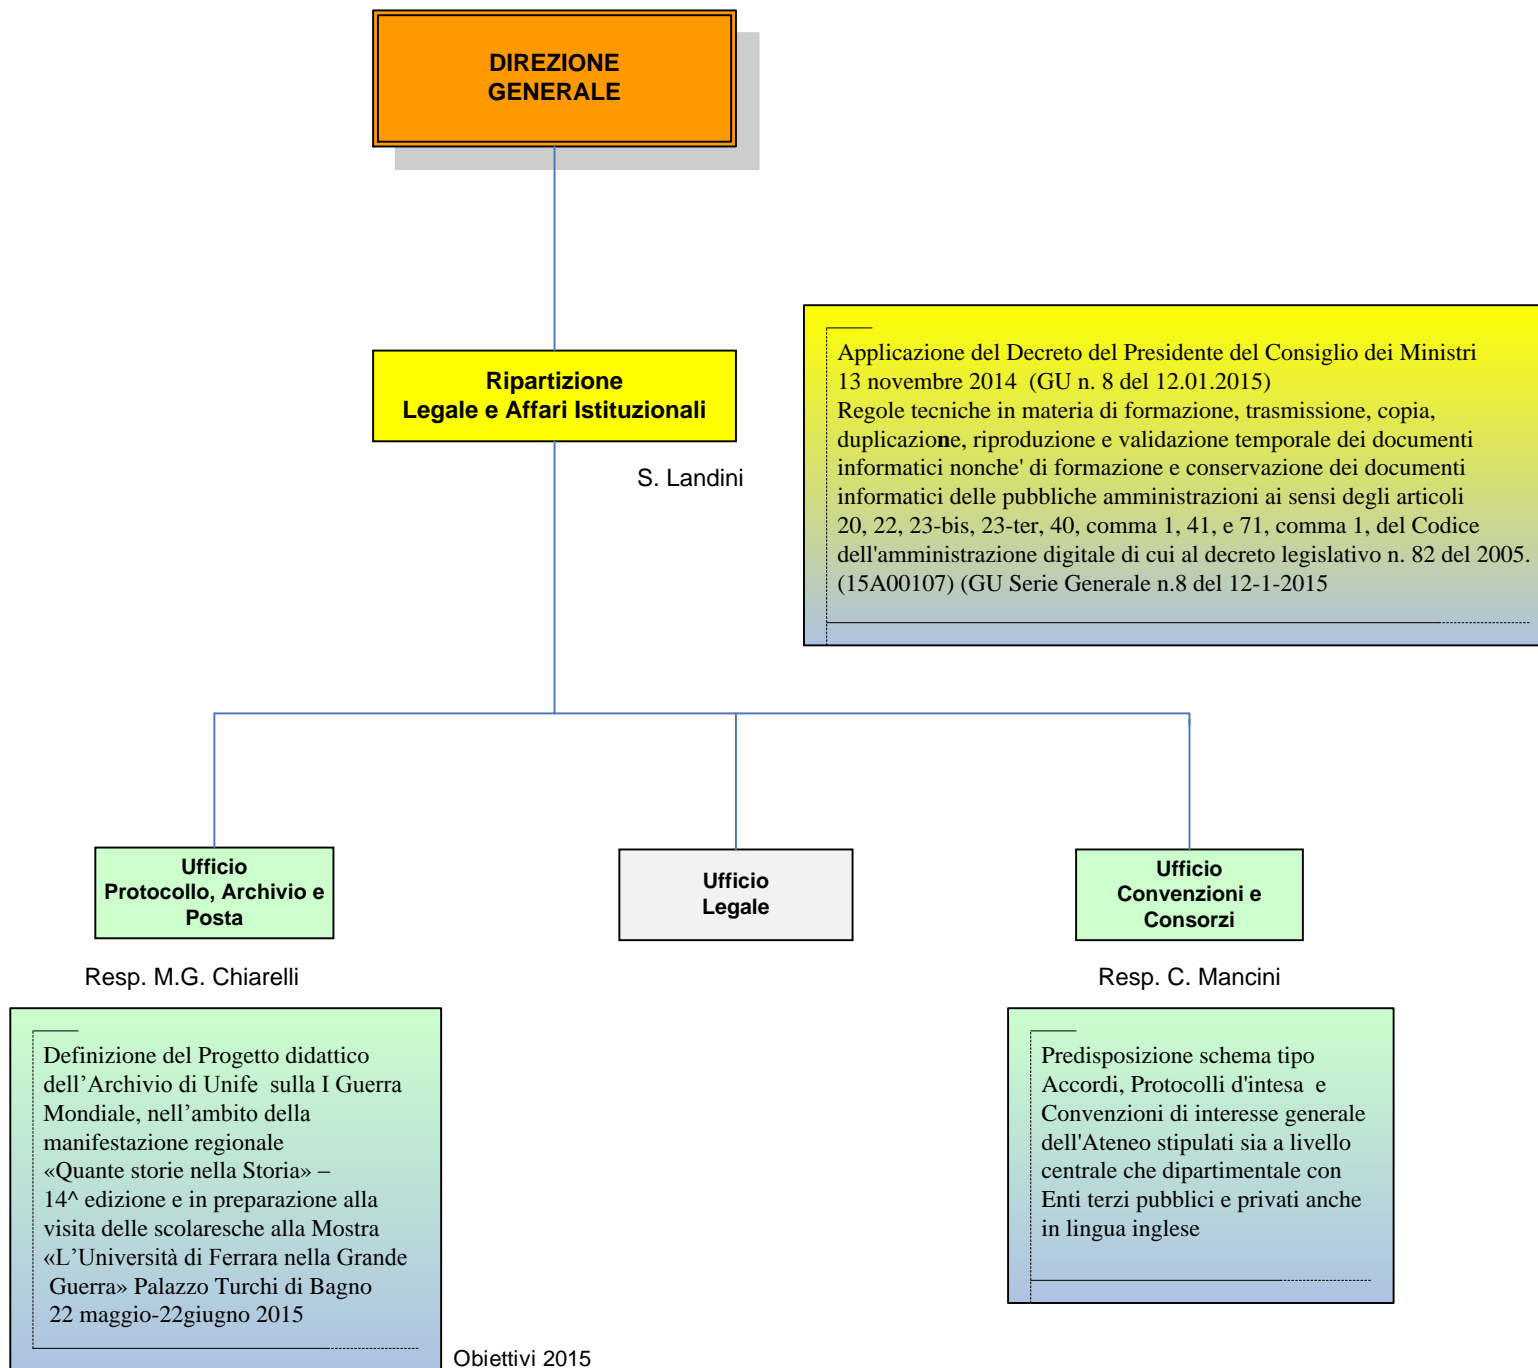 DIREZIONE
GENERALE
Ripartizione
Legale e Affari Istituzionali
S. Landini
Applicazione del Decreto del Presidente del Consiglio dei Ministri
13 novembre 2014  (GU n. 8 del 12.01.2015)
Regole tecniche in materia di formazione, trasmissione, copia,
duplicazione, riproduzione e validazione temporale dei documenti
informatici nonche' di formazione e conservazione dei documenti
informatici delle pubbliche amministrazioni ai sensi degli articoli
20, 22, 23-bis, 23-ter, 40, comma 1, 41, e 71, comma 1, del Codice
dell'amministrazione digitale di cui al decreto legislativo n. 82 del 2005.
(15A00107) (GU Serie Generale n.8 del 12-1-2015
Ufficio
Protocollo, Archivio e
Posta
Resp. M.G. Chiarelli
Definizione del Progetto didattico
dell’Archivio di Unife  sulla I Guerra
Mondiale, nell’ambito della
manifestazione regionale
«Quante storie nella Storia» –
14^ edizione e in preparazione alla
visita delle scolaresche alla Mostra
«L’Università di Ferrara nella Grande
Guerra» Palazzo Turchi di Bagno
22 maggio-22giugno 2015
Ufficio
Legale
Ufficio
Convenzioni e
Consorzi
Resp. C. Mancini
Predisposizione schema tipo
Accordi, Protocolli d'intesa  e
Convenzioni di interesse generale
dell'Ateneo stipulati sia a livello
centrale che dipartimentale con
Enti terzi pubblici e privati anche
in lingua inglese
Obiettivi 2015